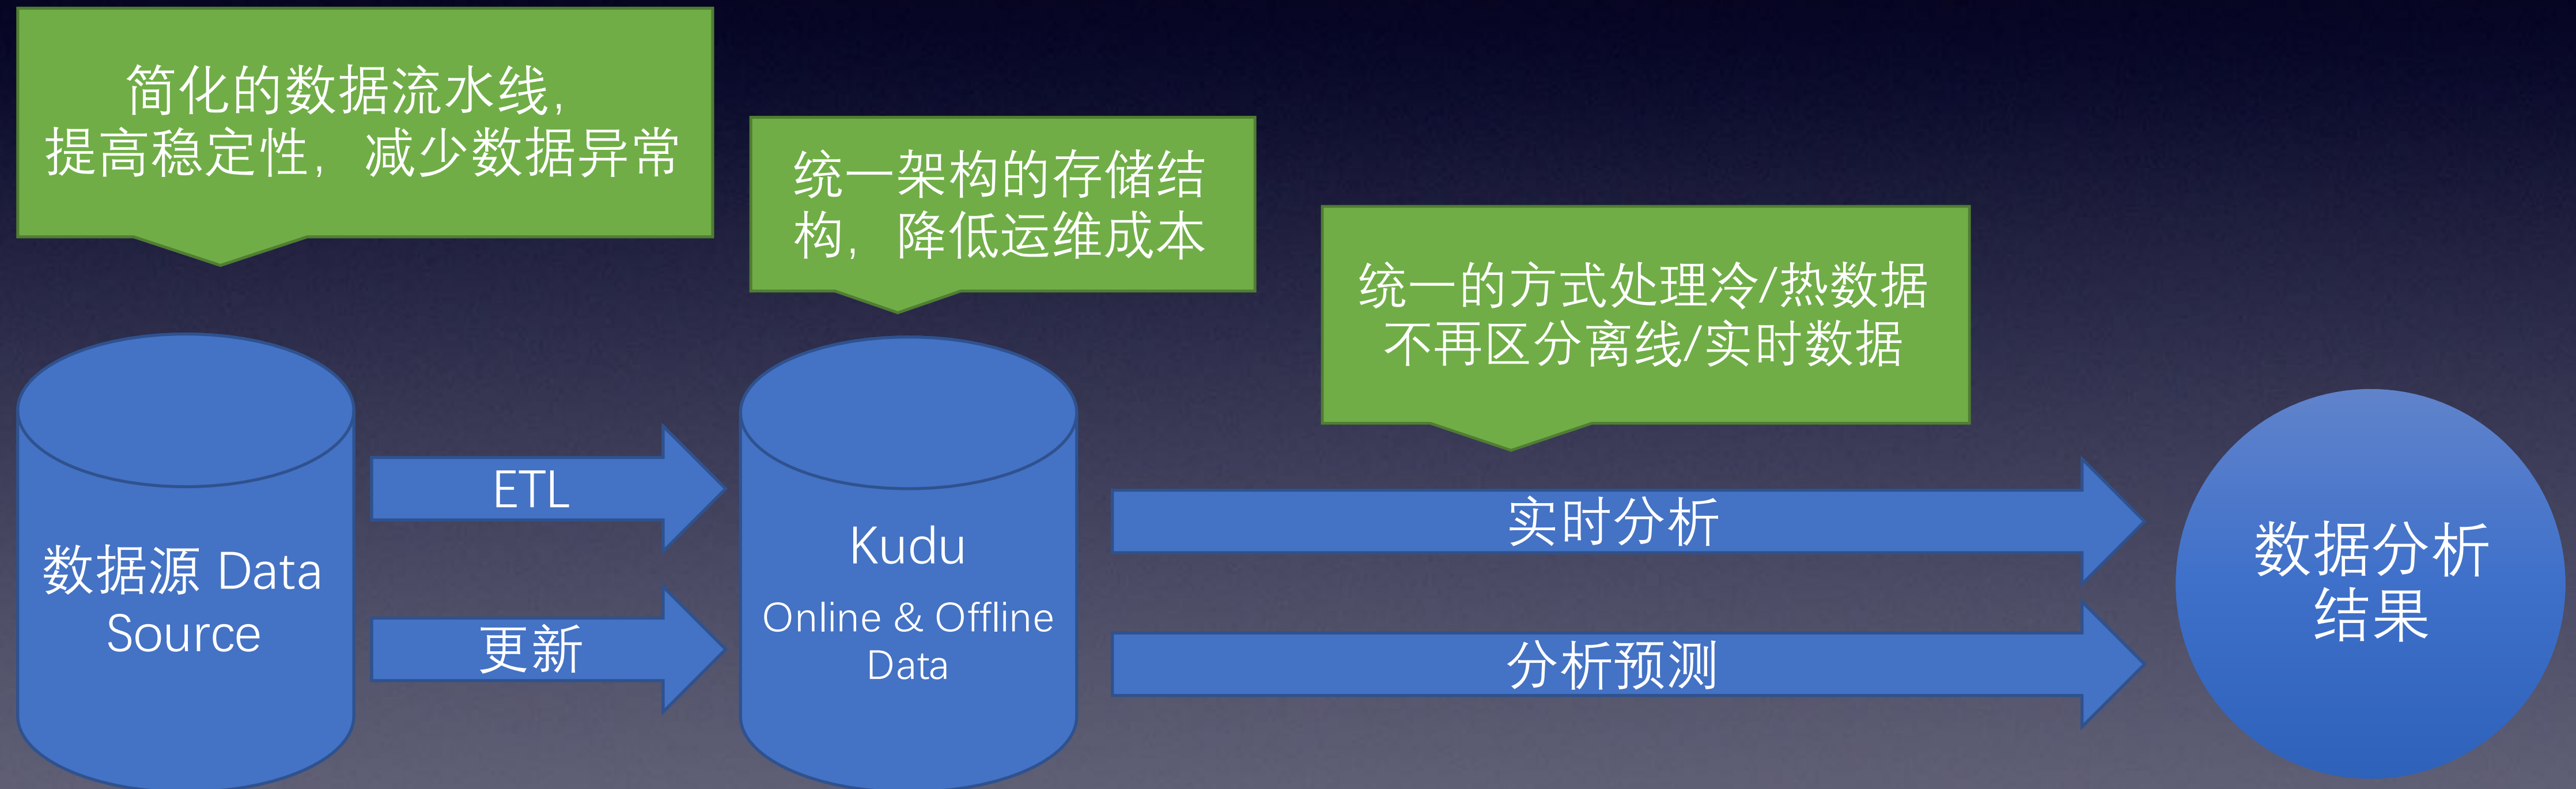 简化的数据流水线,
提高稳定性, 减少数据异常
统一架构的存储结
构, 降低运维成本
统一的方式处理冷/热数据
不再区分离线/实时数据
数据源 Data
Source
ETL
更新
Kudu
Online & Offline
Data
实时分析
分析预测
数据分析
结果